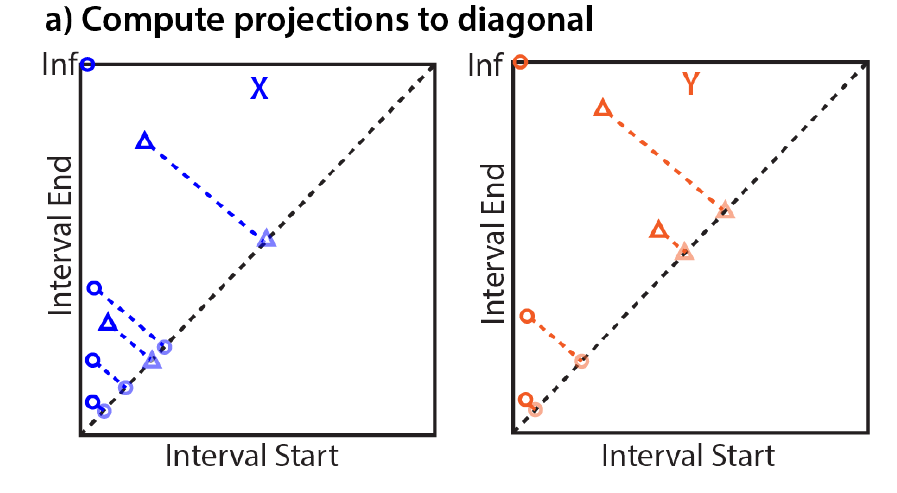 a) Compute projections to diagonal
Inf
X
Interval End
Interval Start
Inf
Y
Interval End
Interval Start